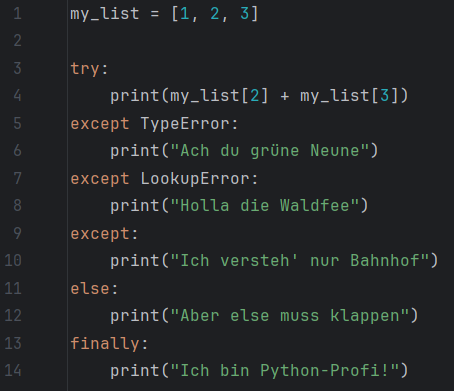 1 my_list = [1, 2, 3]
2
3 try:
4     print(my_list[2] + my_list[3])
5 except TypeError:
6     print("Ach du grüne Neune")
7 except LookupError:
8     print("Holla die Waldfee")
9 except:
10     print("Ich versteh' nur Bahnhof")
11 else:
12     print("Aber else muss klappen")
13 finally:
14     print("Ich bin Python-Profi!")